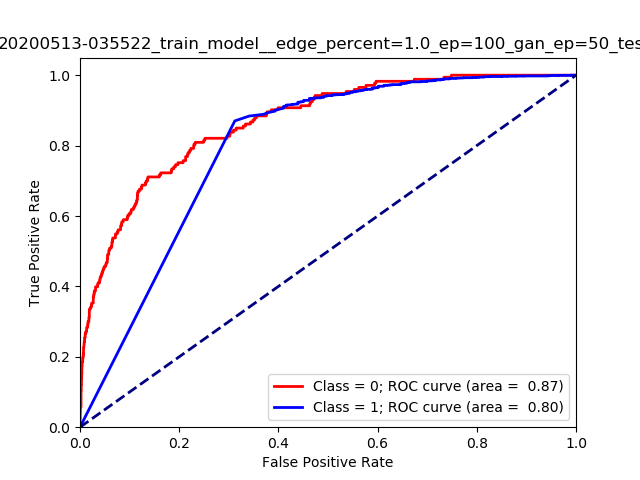 20200513-035522_train_model__edge_percent=1.0_ep=100_gan_ep=50_tes
1.0
0.8
0.6
0.4
0.2
0.0
True Positive Rate
Class = 0; ROC curve (area =  0.87)
Class = 1; ROC curve (area =  0.80)
0.0 0.2 0.4 0.6 0.8 1.0
False Positive Rate